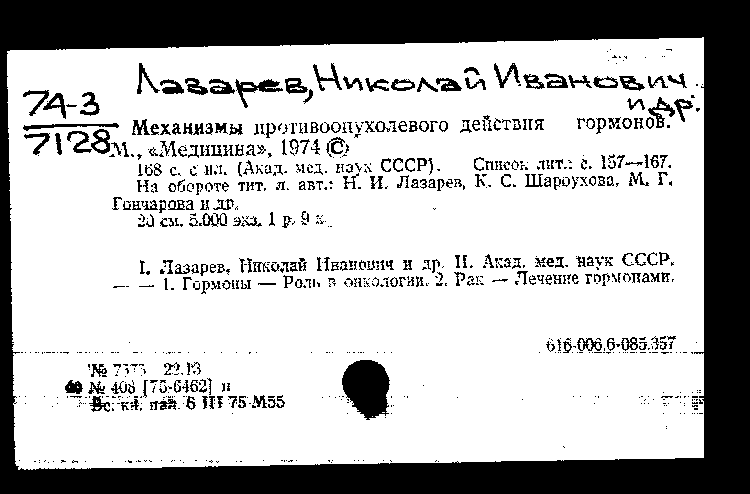 Лазарев, Николай Иванович
и др.
74-3
7128
Механизмы противоопухолевого действия гормонов.
М., «Медицина», 1974 ©
168 с. с ил. (Акад. мед. наук СССР). Список лит.: с. 157—167.
На обороте тит. л. авт.: Н. И. Лазарев, К. С. Шароухова, М. Г.
Гончарова и др.
20 см. 5.000 экз. 1 р. 9 к.
I. Лазарев, Николай Иванович и др. II. Акад. мед. наук СССР.
— — 1. Гормоны — Роль в онкологии. 2. Рак — Лечение гормонами.
616-006.6-085.357
№ 22.13
№ 408 [75-6462] п
Вс. кн. пал. 6 III 75 М55